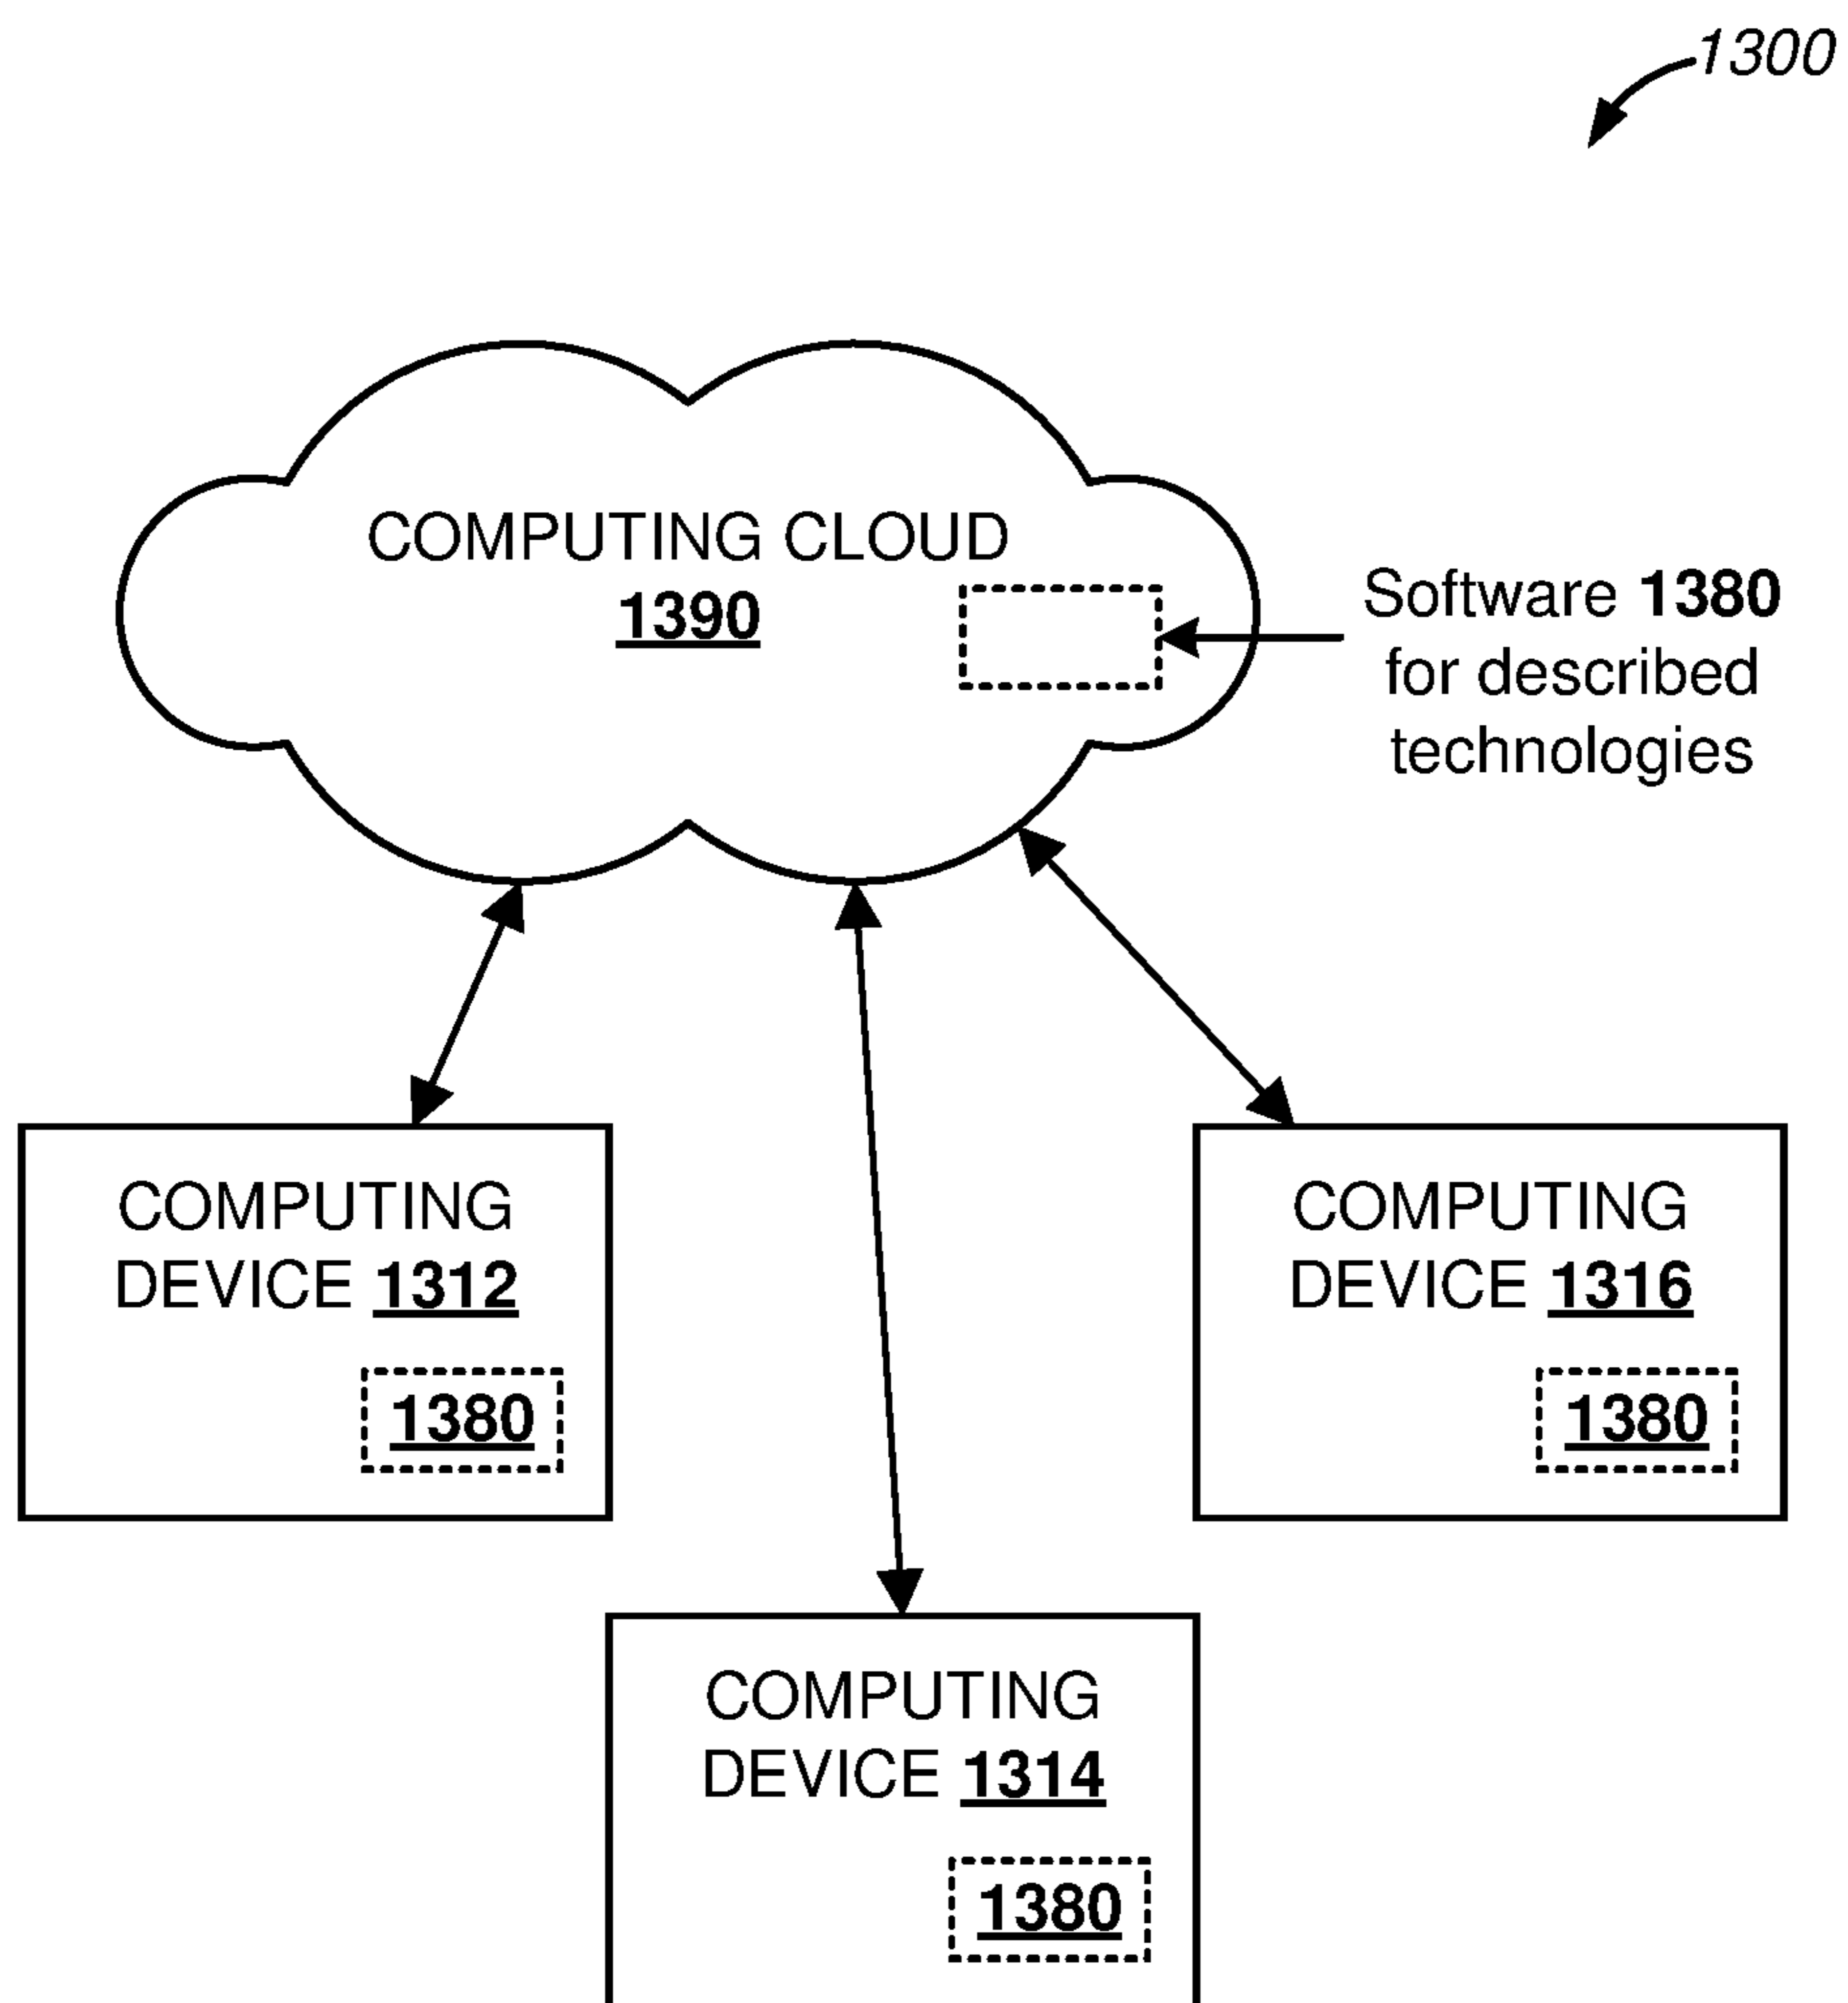 1300
COMPUTING CLOUD
1390
Software 1380
for described
technologies
COMPUTING
DEVICE 1312
1380
COMPUTING
DEVICE 1316
1380
COMPUTING
DEVICE 1314
1380